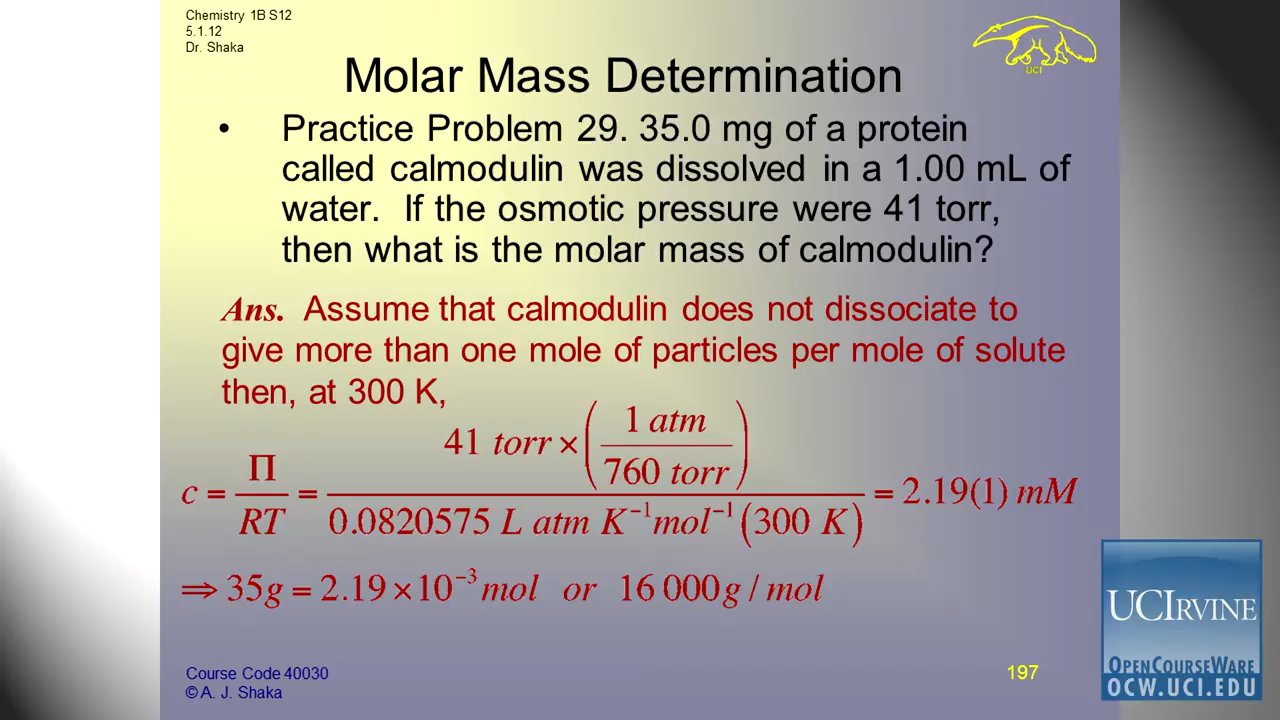 Chemistry 1B S12
5.1.12
Dr. Shaka
UCI
Molar Mass Determination
• Practice Problem 29. 35.0 mg of a protein
called calmodulin was dissolved in a 1.00 mL of
water. If the osmotic pressure were 41 torr,
then what is the molar mass of calmodulin?
Ans. Assume that calmodulin does not dissociate to
give more than one mole of particles per mole of solute
then, at 300 K,
c = Π / RT = 41 torr × (1 atm / 760 torr) / 0.0820575 L atm K⁻¹ mol⁻¹ (300 K) = 2.19(1) mM
⇒ 35g = 2.19 × 10⁻³ mol or 16 000 g / mol
Course Code 40030
© A. J. Shaka
197
UCIRVINE
OPENCOURSEWARE
OCW.UCI.EDU